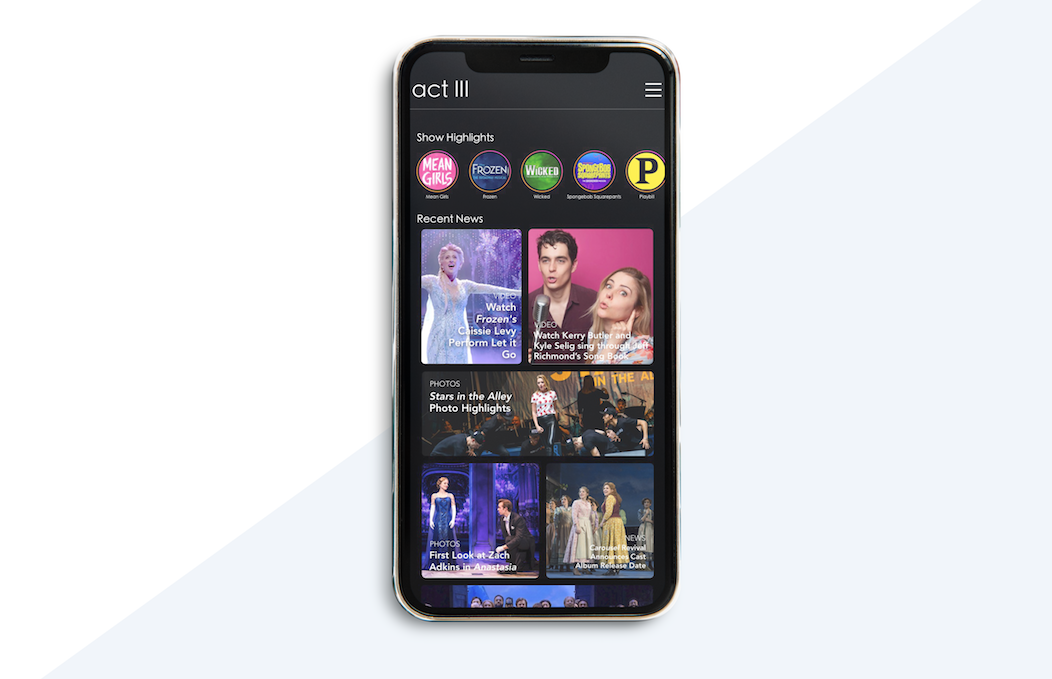 act III
Show Highlights
MEAN
GIRLS
FROZEN
WICKED
SPONGEBOB
SQUAREPANTS
P
Mean Girls
Frozen
Wicked
Spongebob Squarepants
Playbill
Recent News
VIDEO
Watch
Frozen's
Caissie Levy
Perform Let it
Go
VIDEO
Watch Kerry Butler and
Kyle Selig sing through Jeff
Richmond's Song Book
IN THE
PHOTOS
Stars in the Alley
Photo Highlights
PHOTOS
First Look at Zach
Adkins in Anastasia
NEWS
Carousel Revival
Announces Cast
Album Release Date